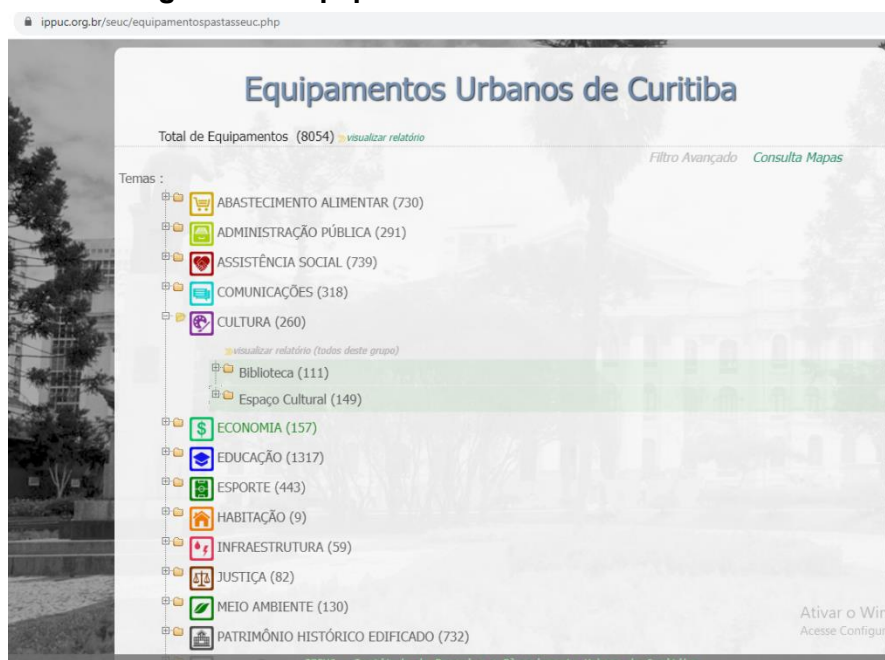 ippuc.org.br/seuc/equipamentospastasseuc.php
Equipamentos Urbanos de Curitiba
Total de Equipamentos (8054) »visualizar relatório
Filtro Avançado Consulta Mapas
Temas :
ABASTECIMENTO ALIMENTAR (730)
ADMINISTRAÇÃO PÚBLICA (291)
ASSISTÊNCIA SOCIAL (739)
COMUNICAÇÕES (318)
CULTURA (260)
»visualizar relatório (todos deste grupo)
Biblioteca (111)
Espaço Cultural (149)
ECONOMIA (157)
EDUCAÇÃO (1317)
ESPORTE (443)
HABITAÇÃO (9)
INFRAESTRUTURA (59)
JUSTIÇA (82)
MEIO AMBIENTE (130)
Ativar o Win
PATRIMÔNIO HISTÓRICO EDIFICADO (732)
Acesse Configur